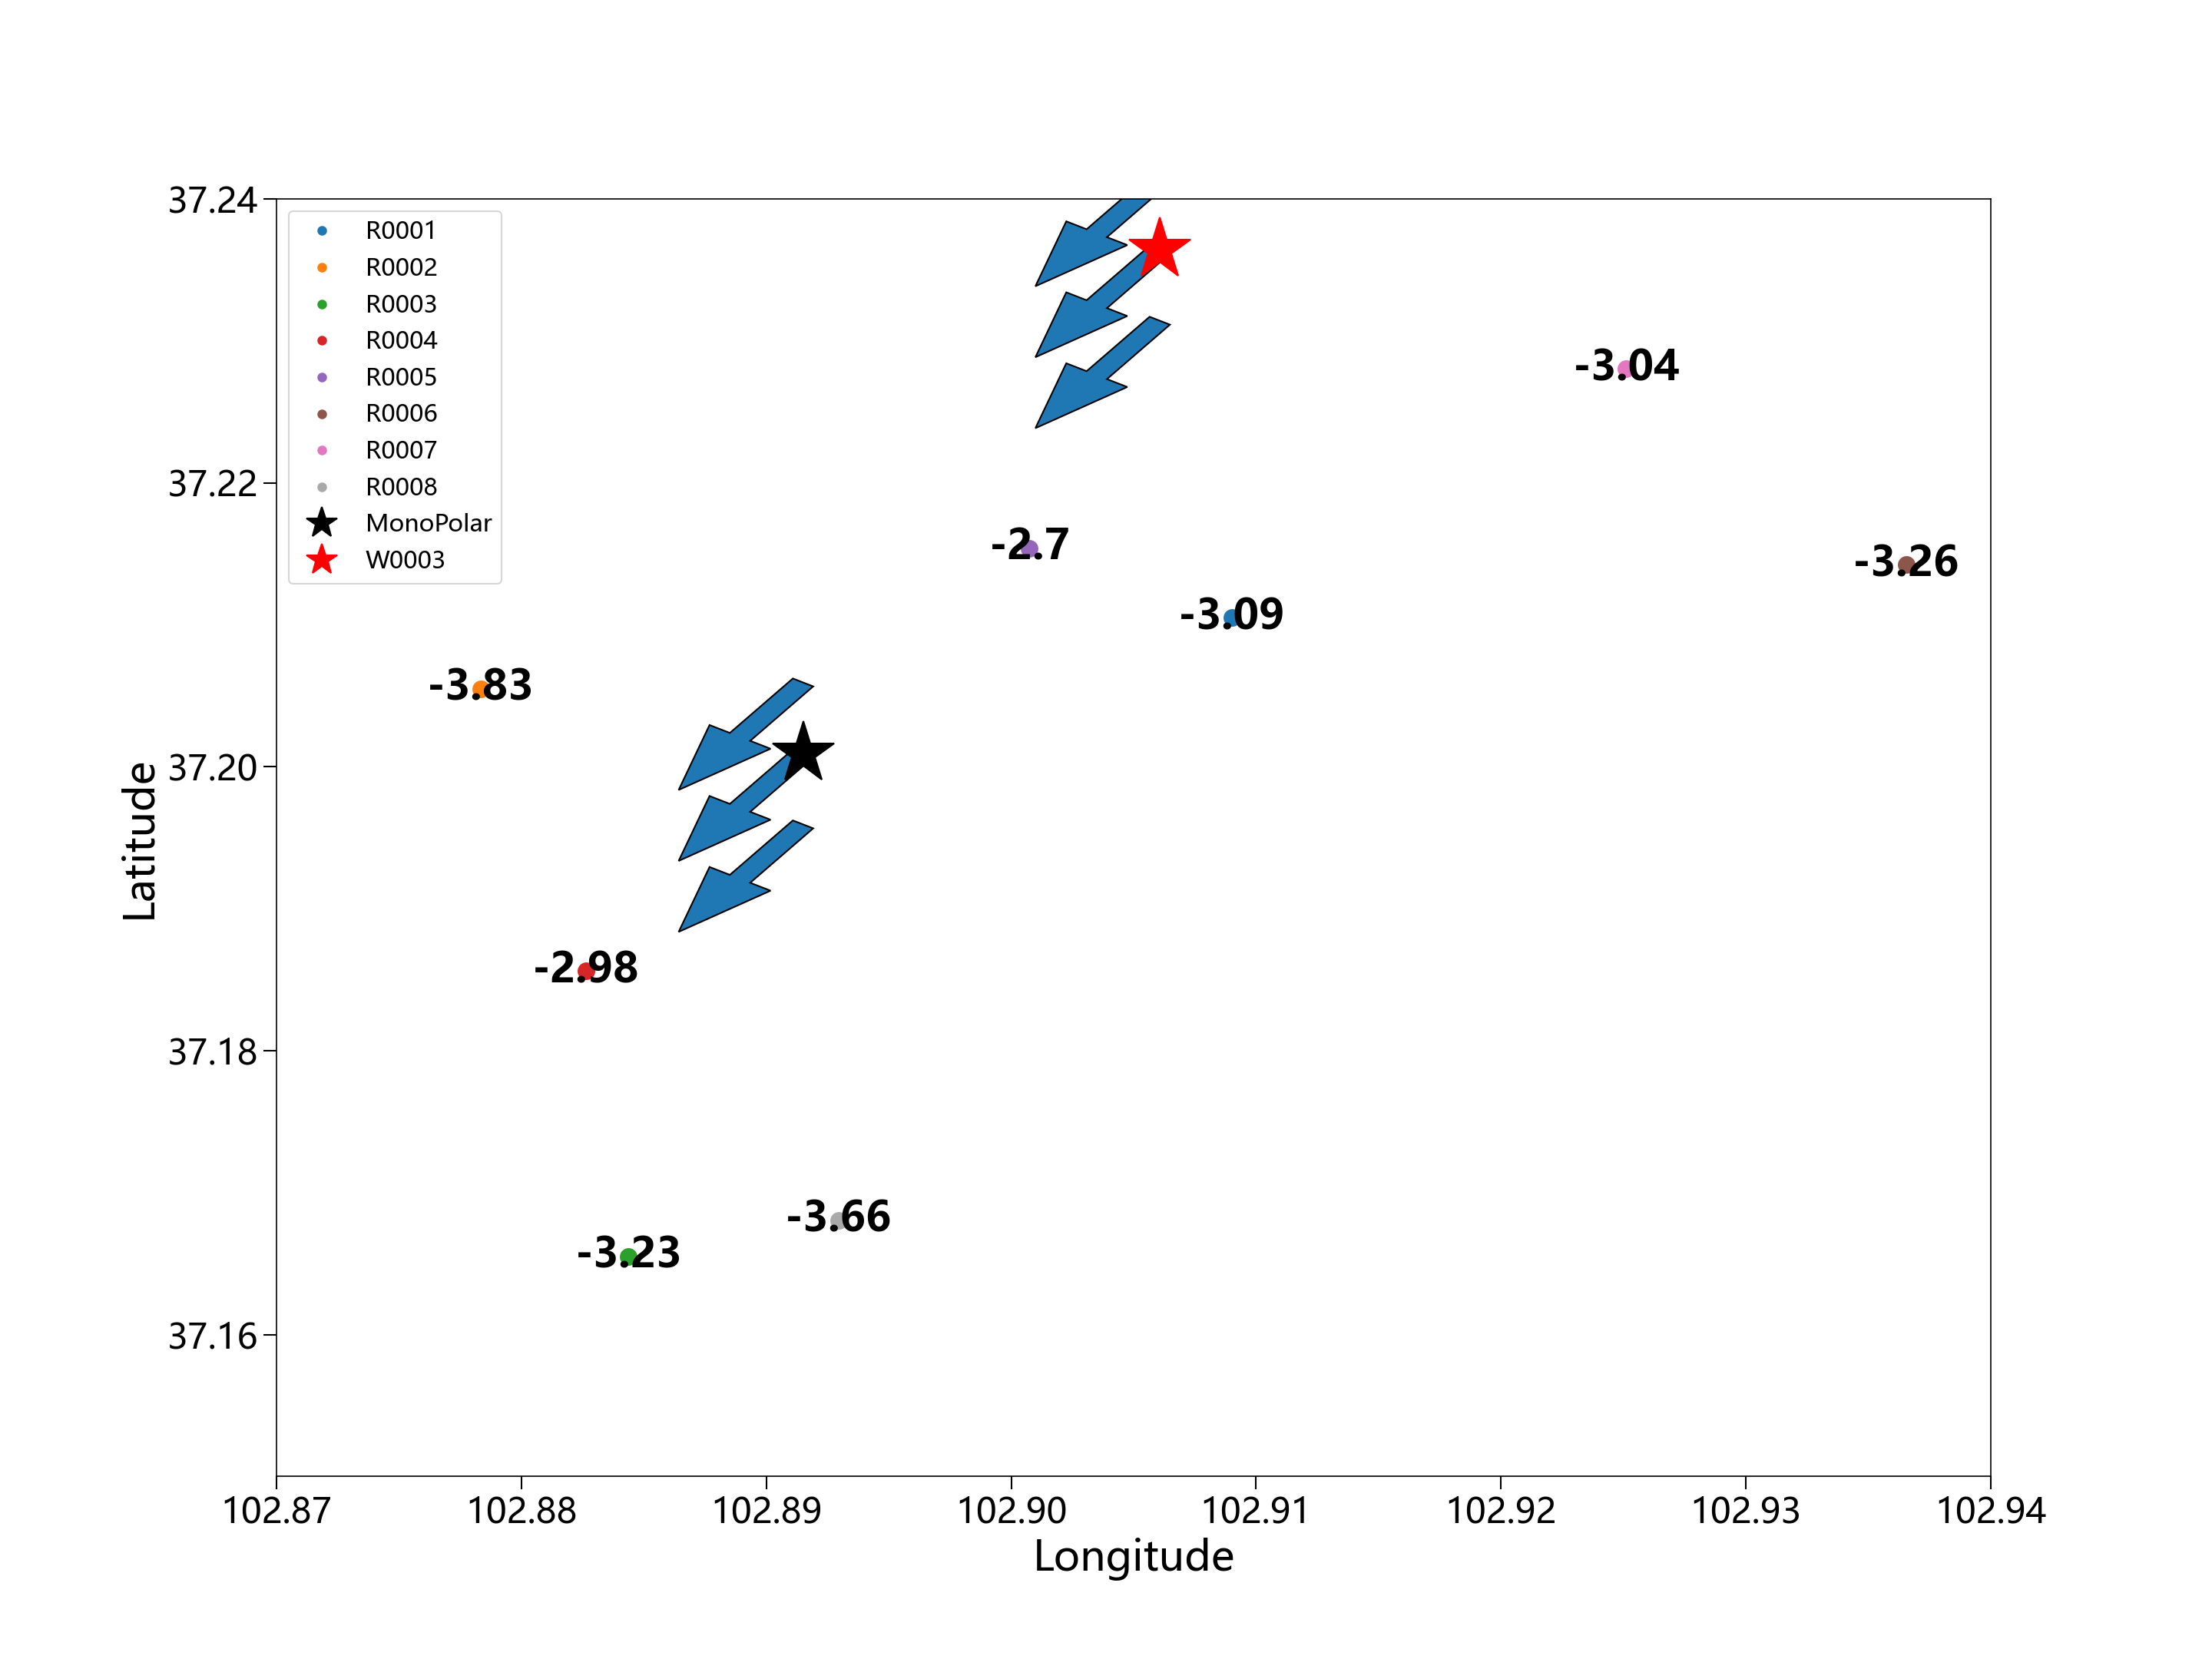 37.24
R0001
R0002
R0003
R0004
R0005
R0006
R0007
R0008
MonoPolar
W0003
-3.04
37.22
-2.7
-3.26
-3.09
-3.83
37.20
Latitude
-2.98
37.18
-3.66
-3.23
37.16
102.87 102.88 102.89 102.90 102.91 102.92 102.93 102.94
Longitude